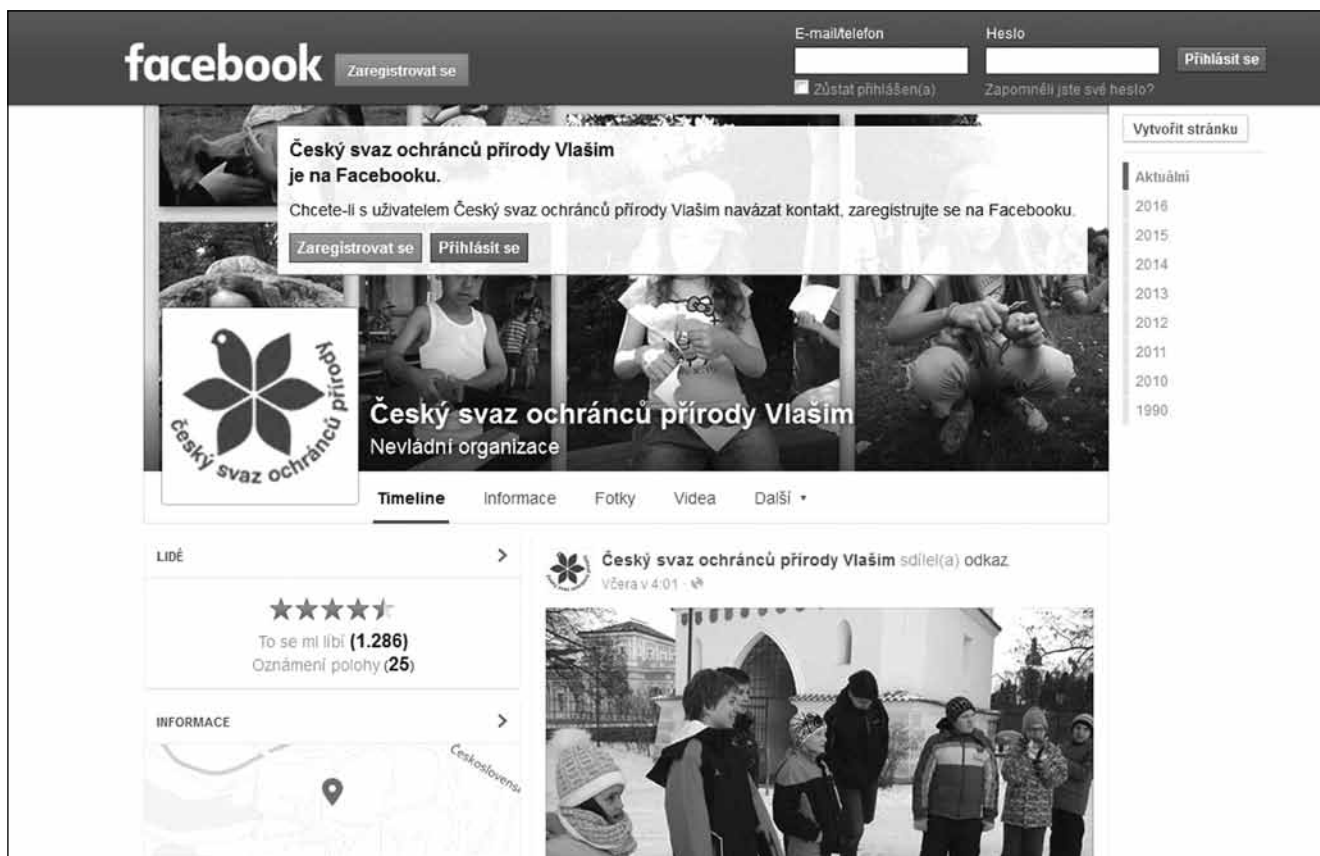 facebook
Zaregistrovat se
E-mail/telefon
Heslo
Přihlásit se
Zůstat přihlášen(a)
Zapomněli jste své heslo?
Český svaz ochránců přírody Vlašim
je na Facebooku.
Chcete-li s uživatelem Český svaz ochránců přírody Vlašim navázat kontakt, zaregistrujte se na Facebooku.
Zaregistrovat se
Přihlásit se
Vytvořit stránku
Aktuální
2016
2015
2014
2013
2012
2011
2010
1990
český svaz ochránců přírody
Český svaz ochránců přírody Vlašim
Nevládní organizace
Timeline
Informace
Fotky
Videa
Další
LIDÉ
To se mi líbí (1.286)
Oznámení polohy (25)
INFORMACE
Českoslovens
Český svaz ochránců přírody Vlašim sdílel(a) odkaz
Včera v 4:01